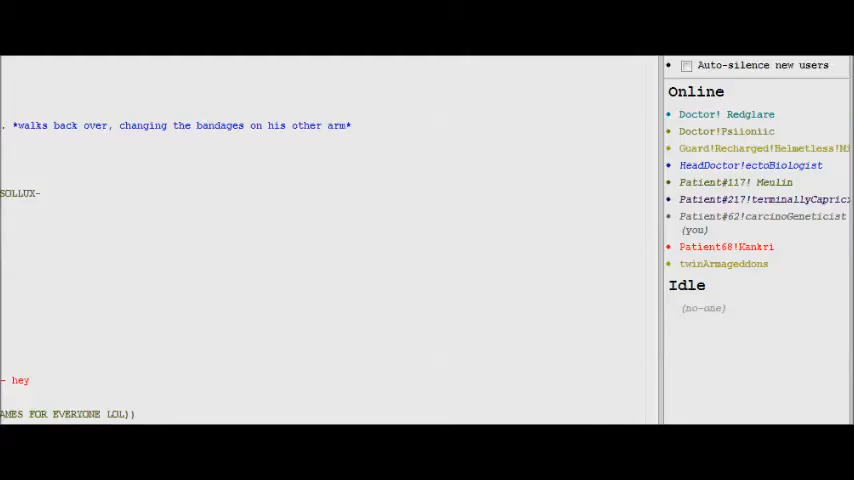 Auto-silence new users
Online
. *walks back over, changing the bandages on his other arm*
Doctor! Redglare
Doctor!Psiioniic
Guard!Recharged!Helmetless!Mi
HeadDoctor!ectoBiologist
Patient#117! Meulin
SOLLUX-
Patient#217!terminallyCapric
Patient#62!carcinoGeneticist
(you)
Patient68!Kankri
twinArmageddons
Idle
(no-one)
- hey
AMES FOR EVERYONE LOL))